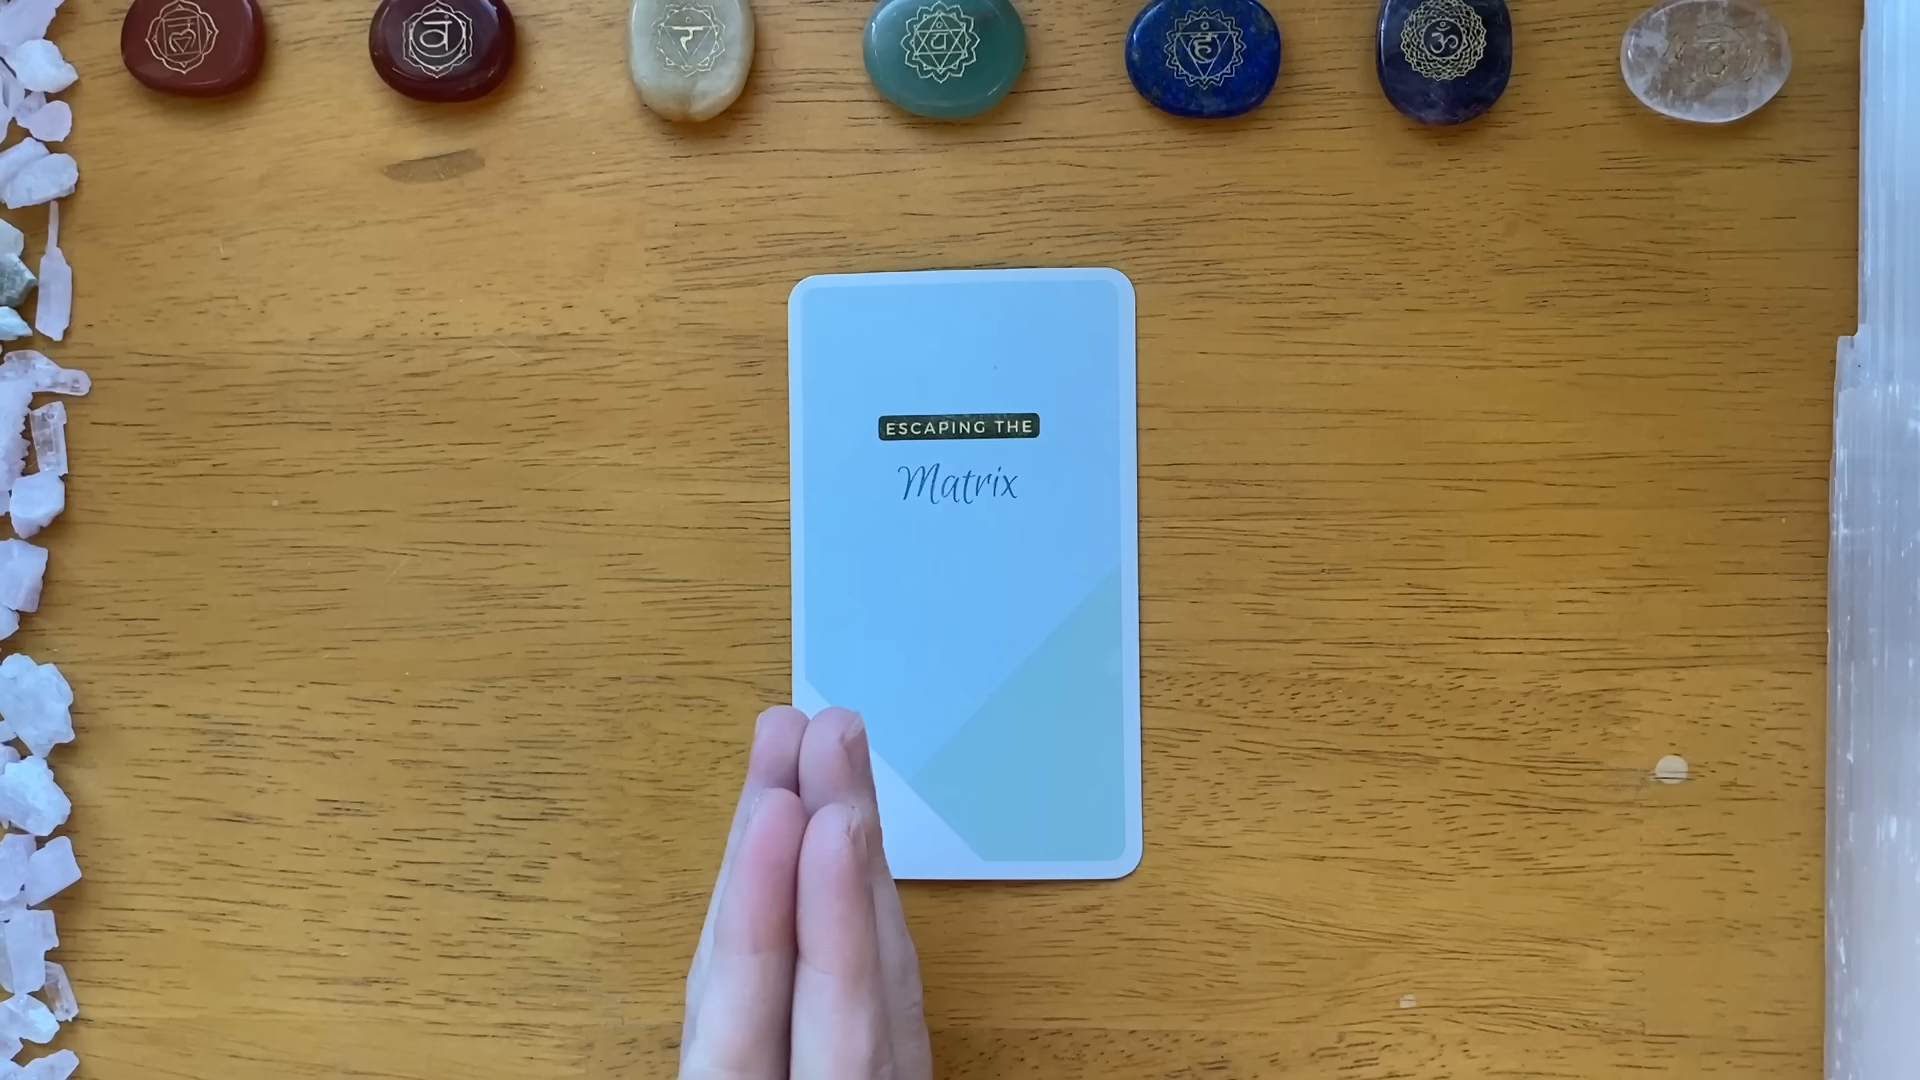 लं
वं
रं
यं
हं
ॐ
ESCAPING THE
Matrix